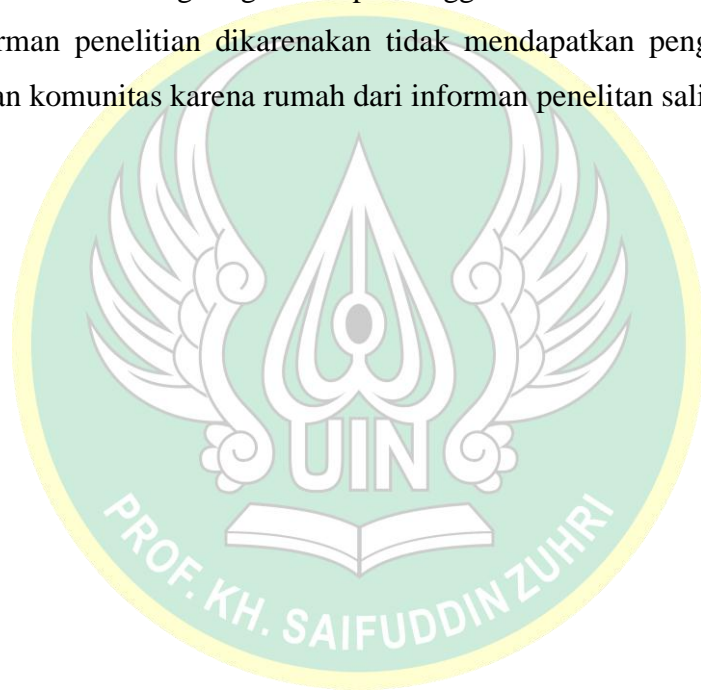 rman penelitian dikarenakan tidak mendapatkan peng
an komunitas karena rumah dari informan penelitan sali
UIN
PROF. KH. SAIFUDDIN ZUHRI